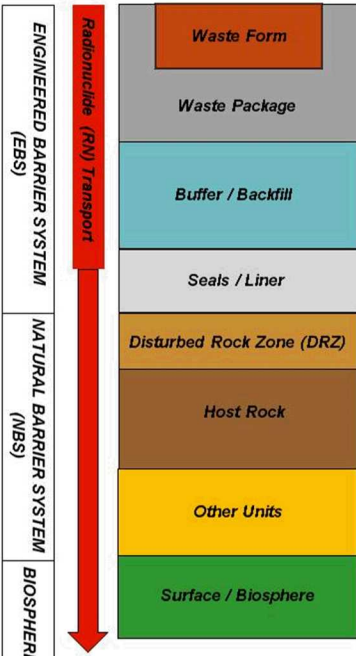 ENGINEERED BARRIER SYSTEM
(EBS)
NATURAL BARRIER SYSTEM
(NBS)
BIOSPHERE
Radionuclide (RN) Transport
Waste Form
Waste Package
Buffer / Backfill
Seals / Liner
Disturbed Rock Zone (DRZ)
Host Rock
Other Units
Surface / Biosphere